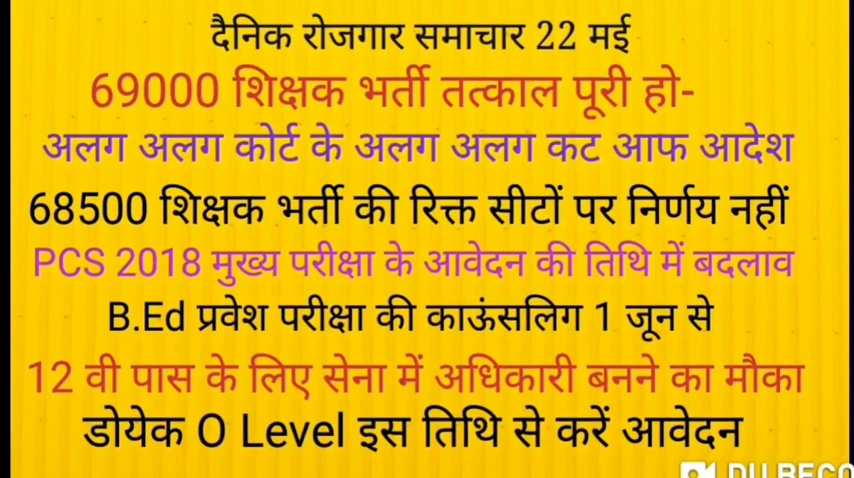 दैनिक रोजगार समाचार 22 मई
69000 शिक्षक भर्ती तत्काल पूरी हो-
अलग अलग कोर्ट के अलग अलग कट आफ आदेश
68500 शिक्षक भर्ती की रिक्त सीटों पर निर्णय नहीं
PCS 2018 मुख्य परीक्षा के आवेदन की तिथि में बदलाव
B.Ed प्रवेश परीक्षा की काऊंसलिग 1 जून से
12 वी पास के लिए सेना में अधिकारी बनने का मौका
डोयेक O Level इस तिथि से करें आवेदन